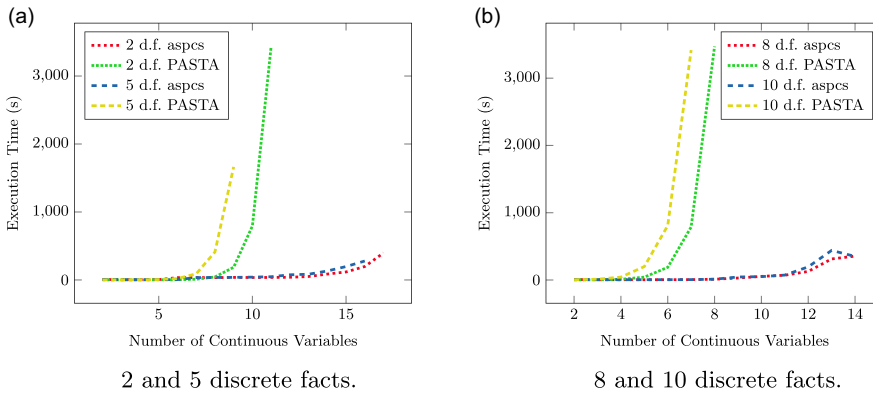 (a)
2 d.f. aspcs
2 d.f. PASTA
5 d.f. aspcs
5 d.f. PASTA
3,000
2,000
1,000
0
Execution Time (s)
5
10
15
Number of Continuous Variables
2 and 5 discrete facts.
(b)
8 d.f. aspcs
8 d.f. PASTA
10 d.f. aspcs
10 d.f. PASTA
3,000
2,000
1,000
0
Execution Time (s)
2
4
6
8
10
12
14
Number of Continuous Variables
8 and 10 discrete facts.